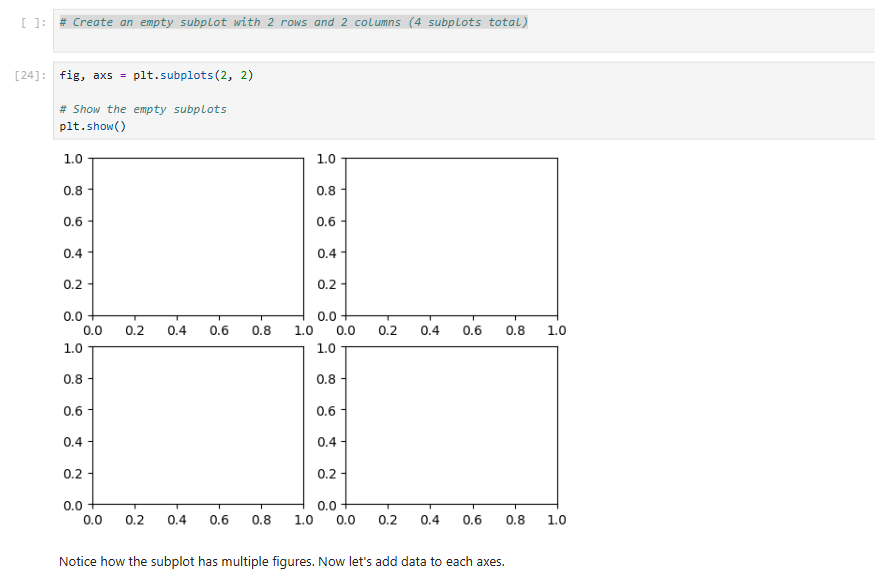 [ ]: # Create an empty subplot with 2 rows and 2 columns (4 subplots total)
[24]: fig, axs = plt.subplots(2, 2)
# Show the empty subplots
plt.show()
1.0 1.0
0.8 0.8
0.6 0.6
0.4 0.4
0.2 0.2
0.0 0.0
0.0 0.2 0.4 0.6 0.8 1.0 0.0 0.2 0.4 0.6 0.8 1.0
1.0 1.0
0.8 0.8
0.6 0.6
0.4 0.4
0.2 0.2
0.0 0.0
0.0 0.2 0.4 0.6 0.8 1.0 0.0 0.2 0.4 0.6 0.8 1.0
Notice how the subplot has multiple figures. Now let's add data to each axes.